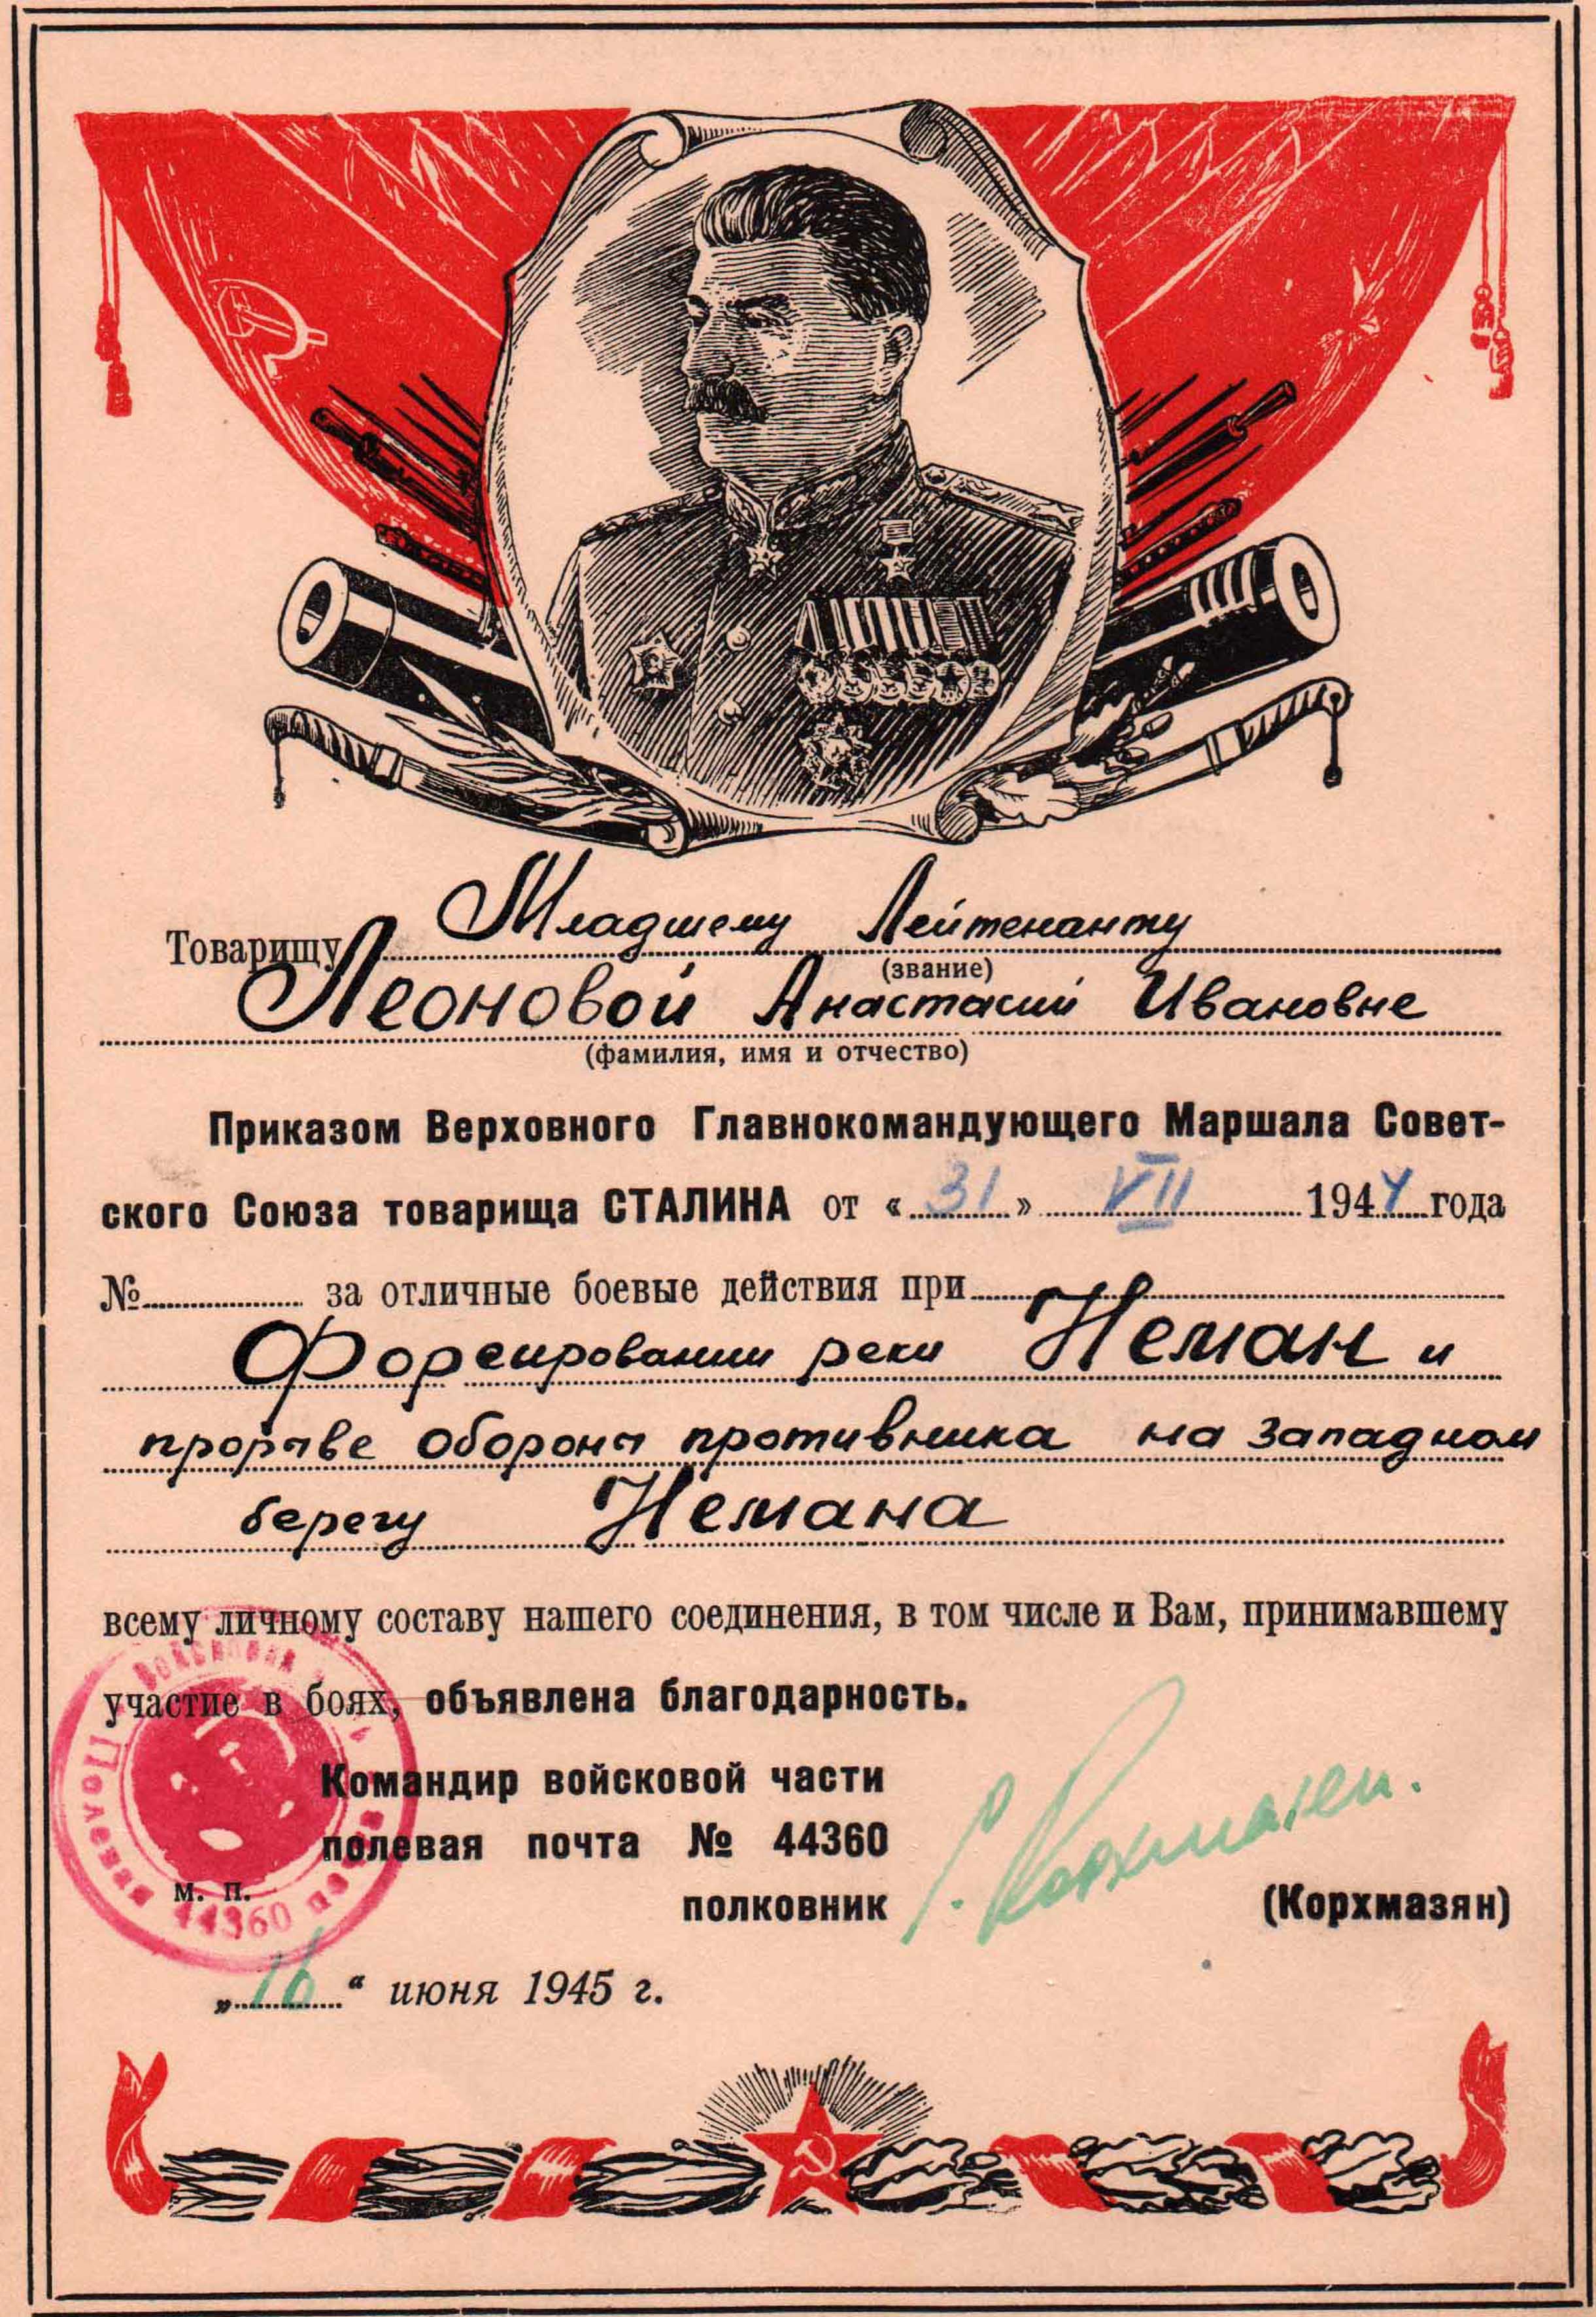 Товарищу Младшему Лейтенанту
(звание)
Леоновой Анастасии Ивановне
(фамилия, имя и отчество)
Приказом Верховного Главнокомандующего Маршала Совет-
ского Союза товарища СТАЛИНА от « 31 » VII 1944 года
№ за отличные боевые действия при
Форсировании реки Неман и
прорыве обороны противника на западном
берегу Немана
всему личному составу нашего соединения, в том числе и Вам, принимавшему
участие в боях, объявлена благодарность.
Командир войсковой части
полевая почта № 44360
полковник Г. Корхмазян. (Корхмазян)
м. п.
44360
„16“ июня 1945 г.